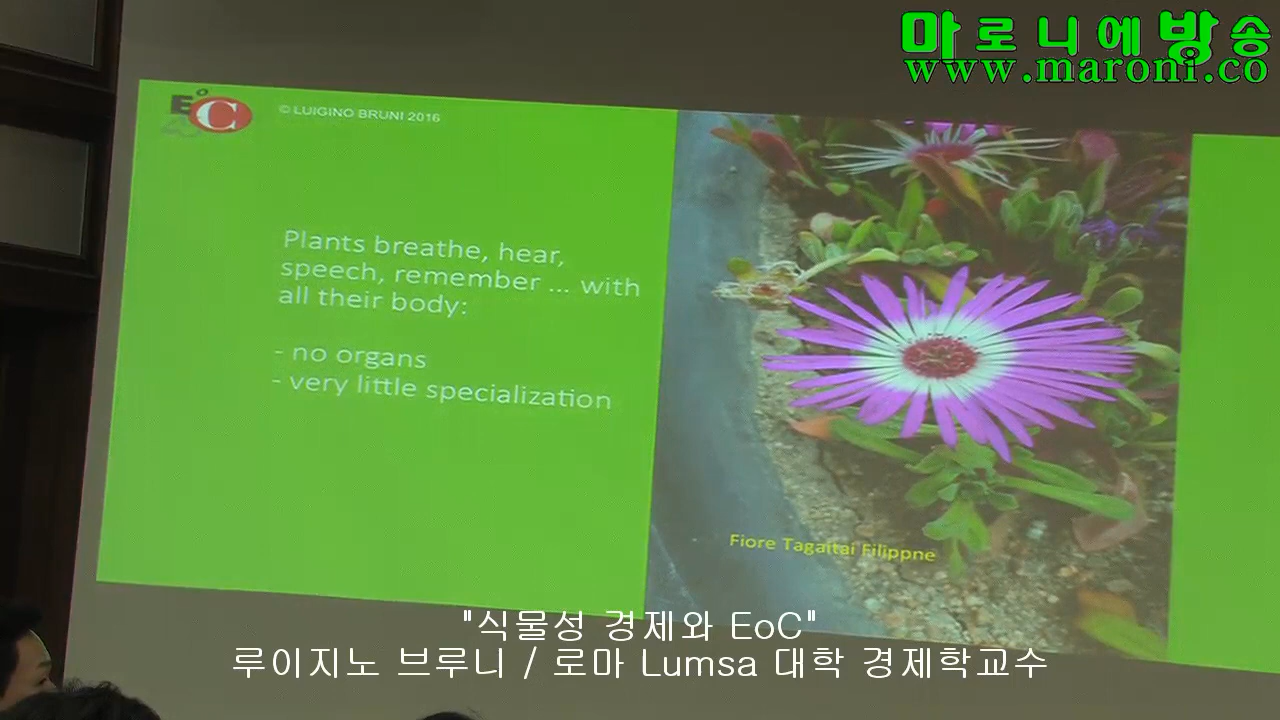 마로니에방송
www.maroni.co
EoC
© LUIGINO BRUNI 2016
Plants breathe, hear,
speech, remember ... with
all their body:
- no organs
- very little specialization
Fiore Tagaitai Filippne
"식물성 경제와 EoC"
루이지노 브루니 / 로마 Lumsa 대학 경제학교수